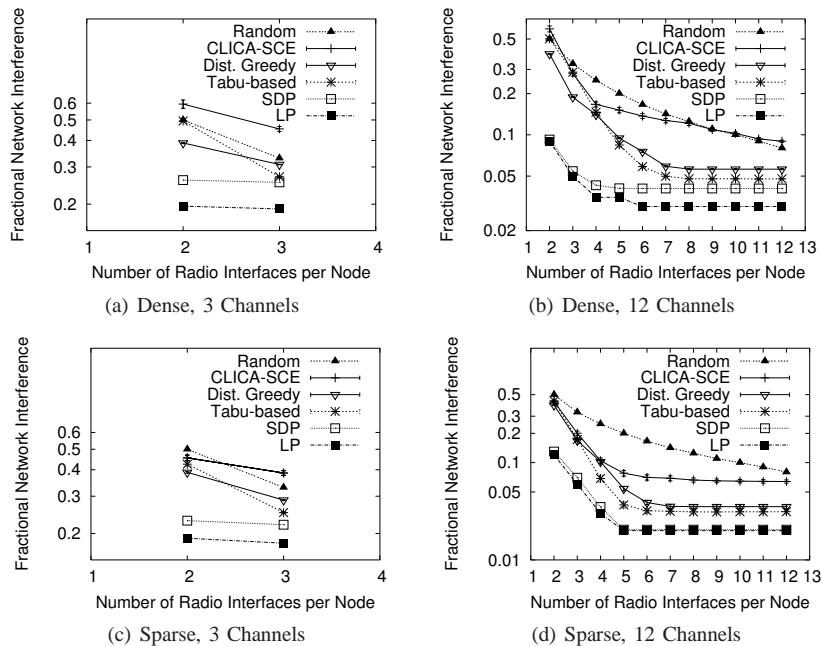 Fractional Network Interference
0.6
0.5
0.4
0.3
0.2
Random
CLICA-SCE
Dist. Greedy
Tabu-based
SDP
LP
1 2 3 4
Number of Radio Interfaces per Node
(a) Dense, 3 Channels
Fractional Network Interference
0.5
0.3
0.2
0.1
0.05
0.02
Random
CLICA-SCE
Dist. Greedy
Tabu-based
SDP
LP
1 2 3 4 5 6 7 8 9 10 11 12 13
Number of Radio Interfaces per Node
(b) Dense, 12 Channels
Fractional Network Interference
0.6
0.5
0.4
0.3
0.2
Random
CLICA-SCE
Dist. Greedy
Tabu-based
SDP
LP
1 2 3 4
Number of Radio Interfaces per Node
(c) Sparse, 3 Channels
Fractional Network Interference
0.5
0.3
0.2
0.1
0.05
0.01
Random
CLICA-SCE
Dist. Greedy
Tabu-based
SDP
LP
1 2 3 4 5 6 7 8 9 10 11 12 13
Number of Radio Interfaces per Node
(d) Sparse, 12 Channels